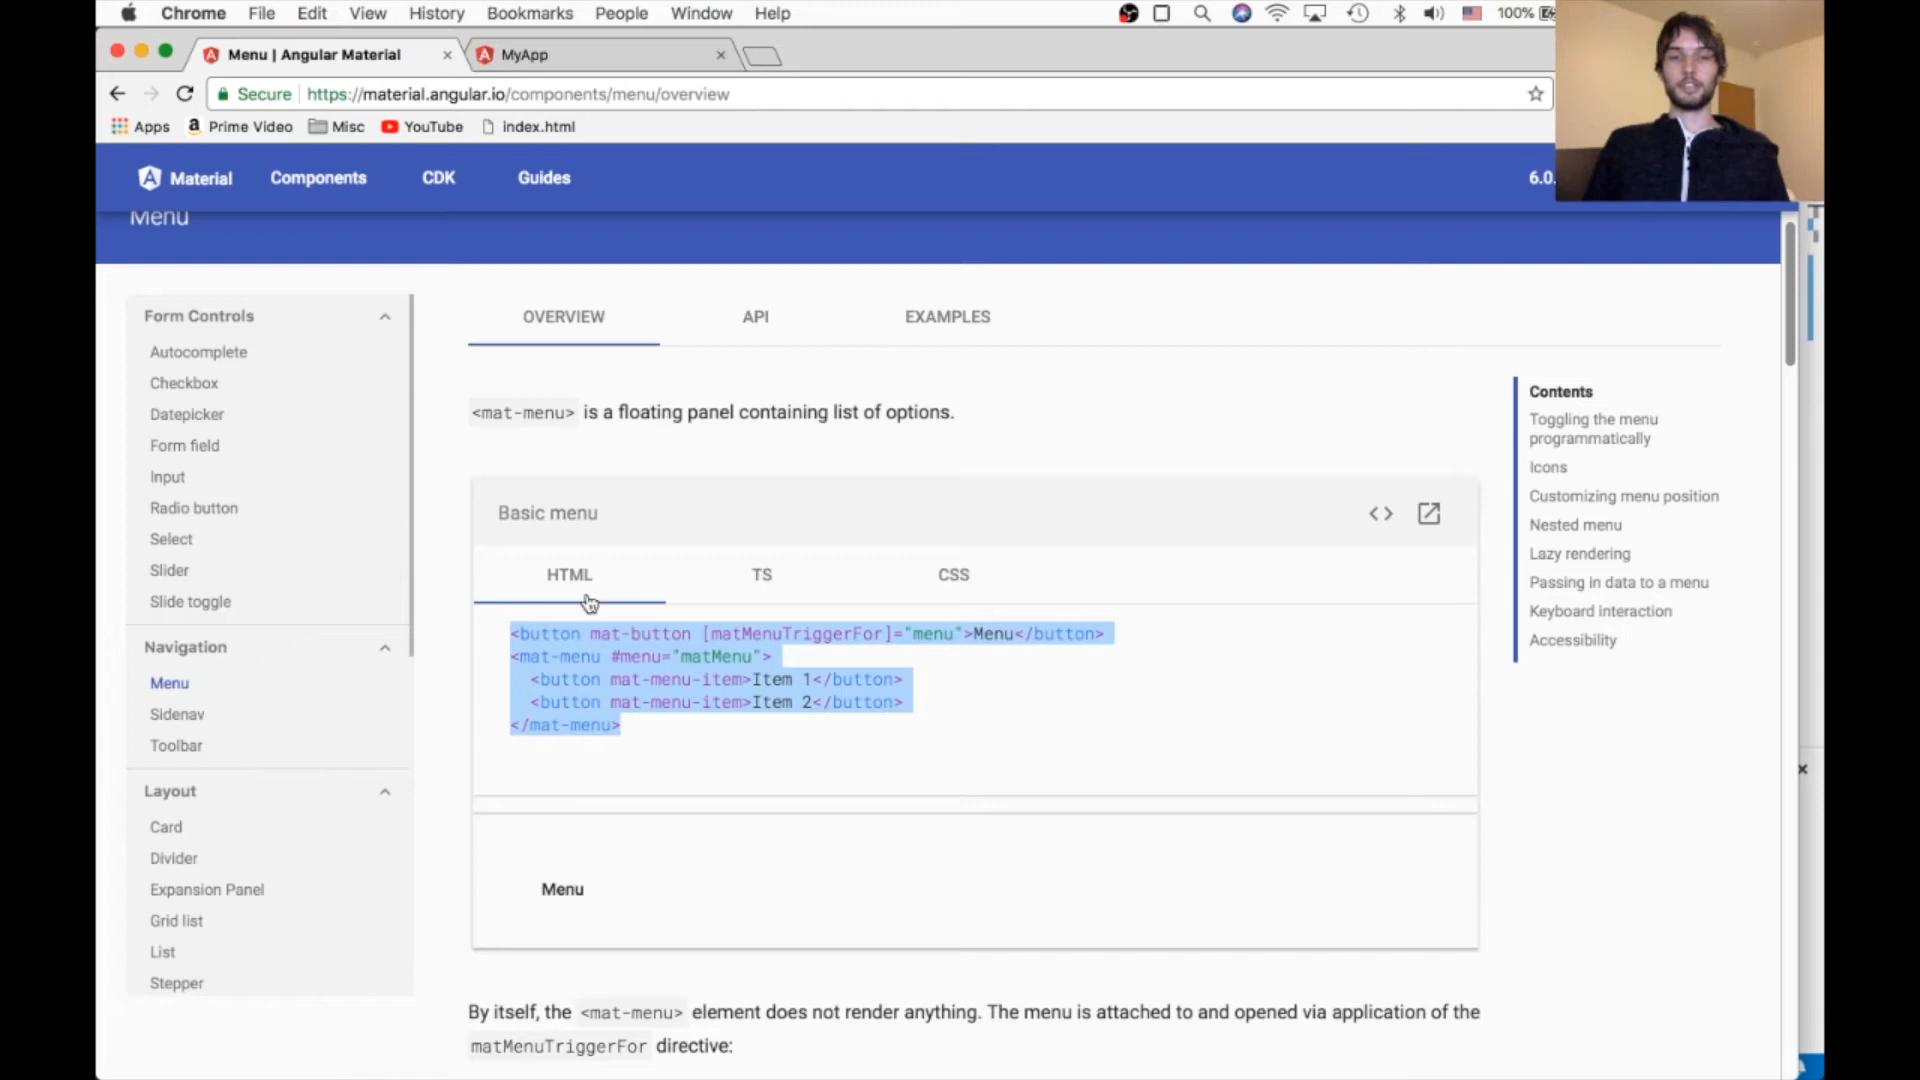 Chrome File Edit View History Bookmarks People Window Help 100%
Menu | Angular Material × MyApp ×
Secure https://material.angular.io/components/menu/overview
Apps Prime Video Misc YouTube index.html
Material Components CDK Guides 6.0.
Menu
Form Controls
Autocomplete
Checkbox
Datepicker
Form field
Input
Radio button
Select
Slider
Slide toggle
Navigation
Menu
Sidenav
Toolbar
Layout
Card
Divider
Expansion Panel
Grid list
List
Stepper
OVERVIEW API EXAMPLES
<mat-menu> is a floating panel containing list of options.
Basic menu
HTML TS CSS
<button mat-button [matMenuTriggerFor]="menu">Menu</button>
<mat-menu #menu="matMenu">
<button mat-menu-item>Item 1</button>
<button mat-menu-item>Item 2</button>
</mat-menu>
Menu
By itself, the <mat-menu> element does not render anything. The menu is attached to and opened via application of the
matMenuTriggerFor directive:
Contents
Toggling the menu
programmatically
Icons
Customizing menu position
Nested menu
Lazy rendering
Passing in data to a menu
Keyboard interaction
Accessibility